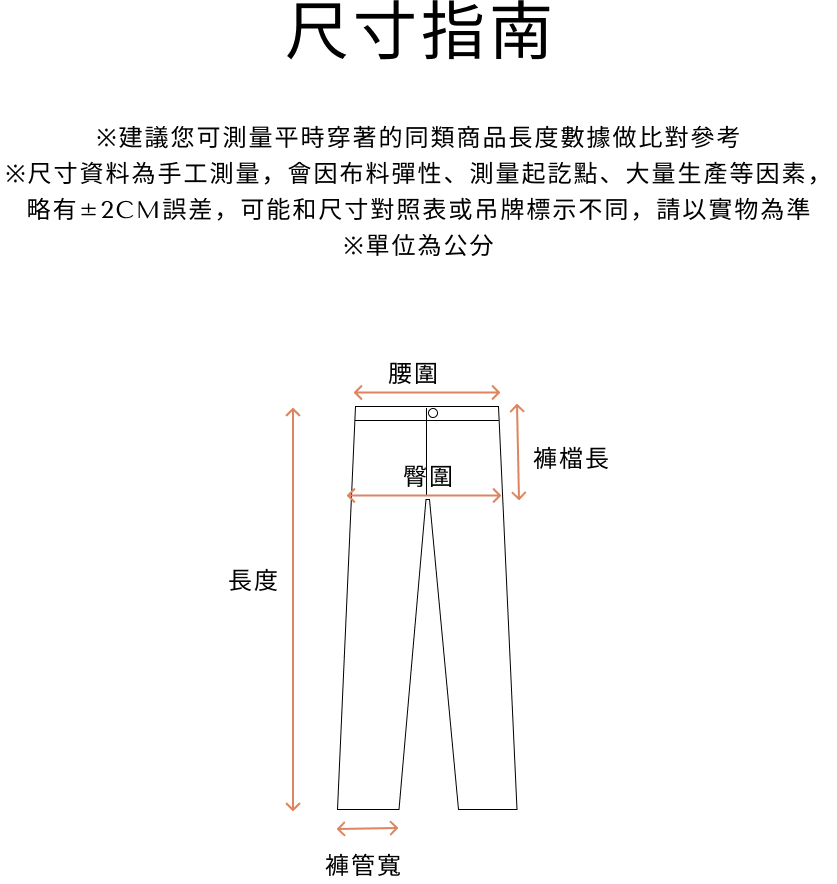 尺寸指南
※建議您可測量平時穿著的同類商品長度數據做比對參考
※尺寸資料為手工測量，會因布料彈性、測量起訖點、大量生產等因素，
略有±2CM誤差，可能和尺寸對照表或吊牌標示不同，請以實物為準
※單位為公分
腰圍
褲檔長
臀圍
長度
褲管寬